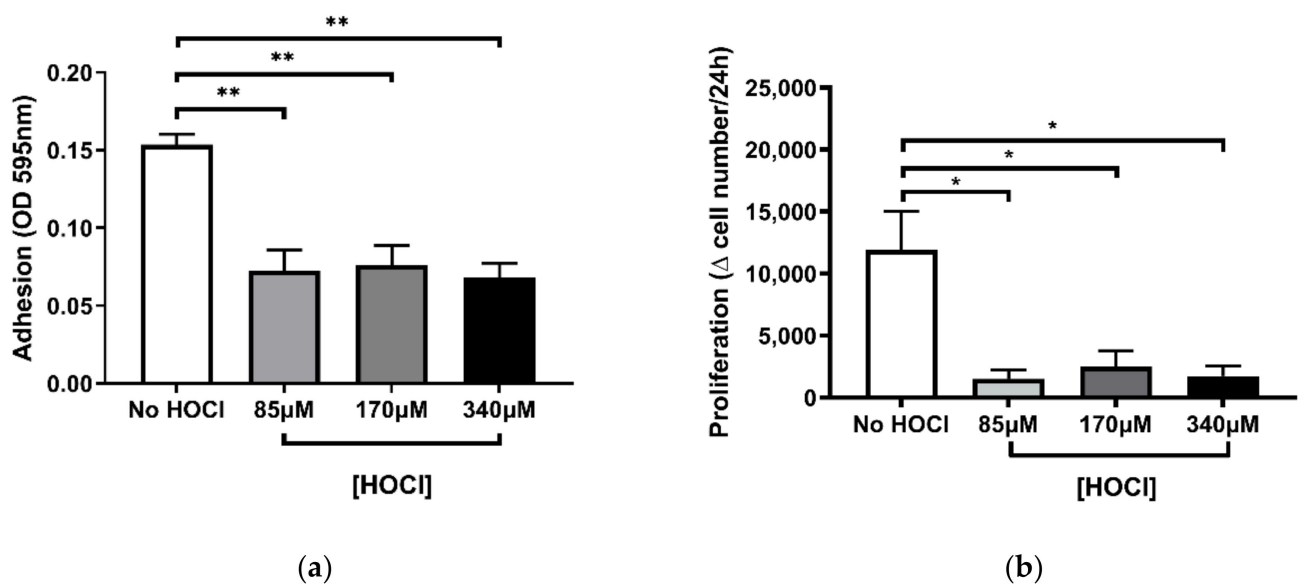 **
**
**
0.20
0.15
0.10
0.05
0.00
Adhesion (OD 595nm)
No HOCl 85μM 170μM 340μM
[HOCl]
(a)
25,000
20,000
15,000
10,000
5,000
0
Proliferation (Δ cell number/24h)
*
*
*
No HOCl 85μM 170μM 340μM
[HOCl]
(b)